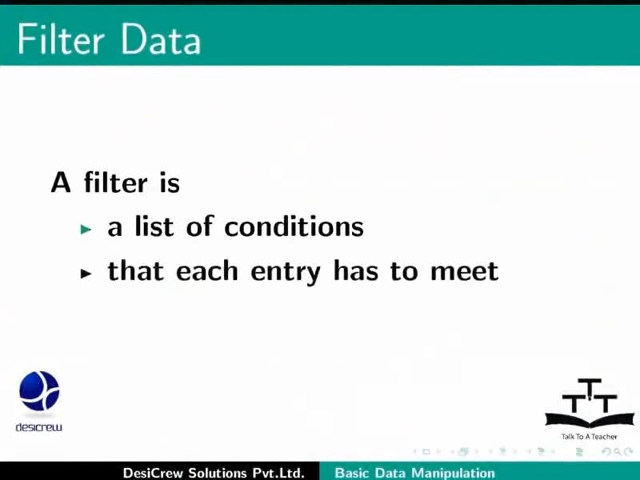 Filter Data
A filter is
a list of conditions
that each entry has to meet
desicrew
TTT
Talk To A Teacher
DesiCrew Solutions Pvt.Ltd.
Basic Data Manipulation